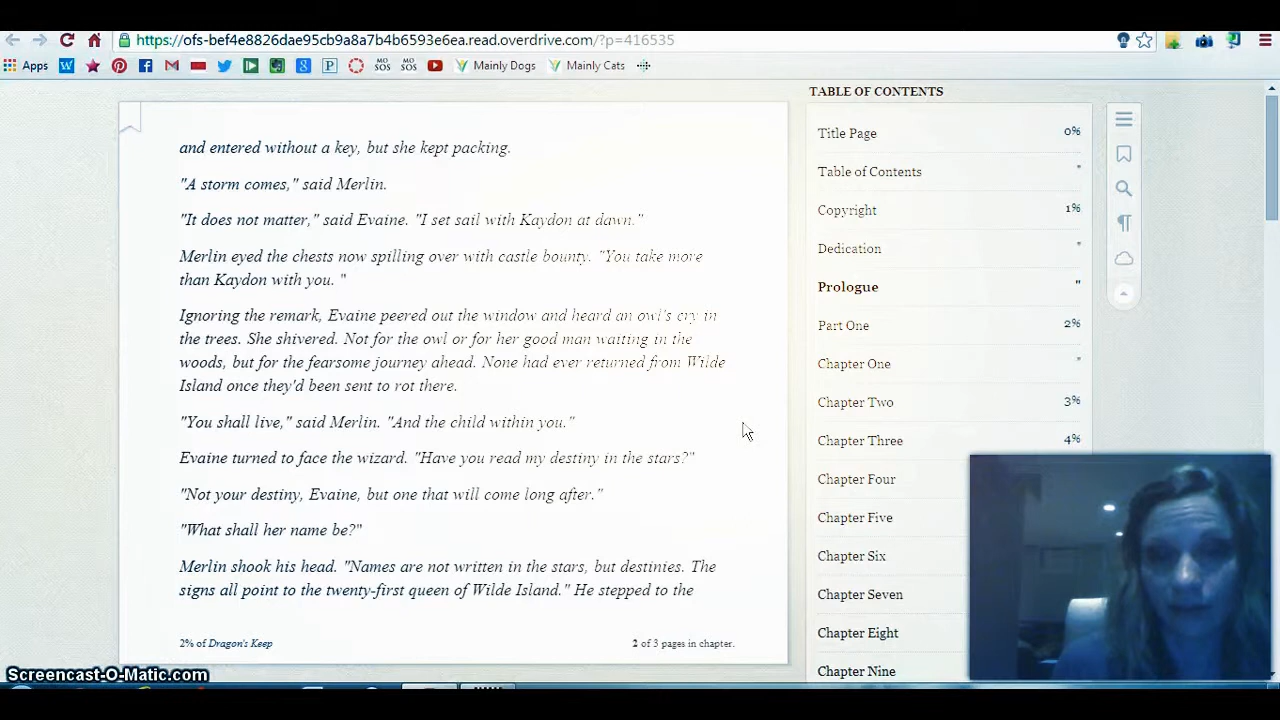 https://ofs-bef4e8826dae95cb9a8a7b4b6593e6ea.read.overdrive.com/?p=416535
Apps
MO SOS
MO SOS
Mainly Dogs
Mainly Cats
and entered without a key, but she kept packing.
"A storm comes," said Merlin.
"It does not matter," said Evaine. "I set sail with Kaydon at dawn."
Merlin eyed the chests now spilling over with castle bounty. "You take more
than Kaydon with you. "
Ignoring the remark, Evaine peered out the window and heard an owl's cry in
the trees. She shivered. Not for the owl or for her good man waiting in the
woods, but for the fearsome journey ahead. None had ever returned from Wilde
Island once they'd been sent to rot there.
"You shall live," said Merlin. "And the child within you."
Evaine turned to face the wizard. "Have you read my destiny in the stars?"
"Not your destiny, Evaine, but one that will come long after."
"What shall her name be?"
Merlin shook his head. "Names are not written in the stars, but destinies. The
signs all point to the twenty-first queen of Wilde Island." He stepped to the
2% of Dragon's Keep
2 of 3 pages in chapter.
TABLE OF CONTENTS
Title Page 0%
Table of Contents "
Copyright 1%
Dedication "
Prologue "
Part One 2%
Chapter One "
Chapter Two 3%
Chapter Three 4%
Chapter Four
Chapter Five
Chapter Six
Chapter Seven
Chapter Eight
Chapter Nine
Screencast-O-Matic.com